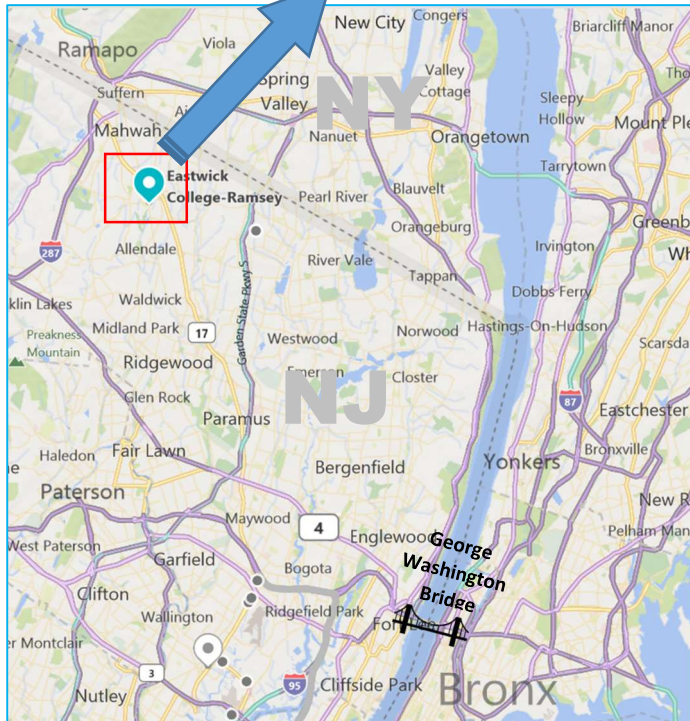 New City
Congers
Briarcliff Manor
Ramapo
Viola
Suffern
Spring
Valley
NY
Valley
Cottage
Sleepy
Hollow
Mount Ple
Mahwah
Nanuet
Orangetown
Tarrytown
Eastwick
College-Ramsey
Pearl River
Blauvelt
Greenb
Orangeburg
287
Allendale
River Vale
Irvington
Wh
Tappan
klin Lakes
Waldwick
Garden State Pkwy S
Dobbs Ferry
Preakness
Mountain
Midland Park
17
Westwood
Norwood
Hastings-On-Hudson
Scarsda
Ridgewood
Emerson
Closter
NJ
Glen Rock
87
Eastchester
Paramus
Haledon
Fair Lawn
Bergenfield
Yonkers
Bronxville
Paterson
New R
Maywood
4
Englewood
George
Washington
Bridge
Pelham Man
West Paterson
Garfield
Bogota
Clifton
Wallington
Ridgefield Park
er Montclair
3
95
Cliffside Park
Bronx
Nutley